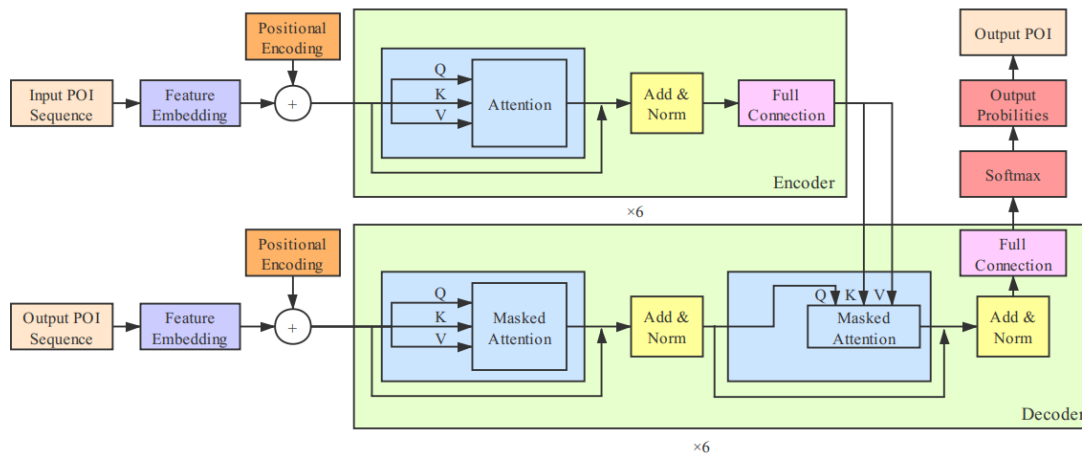 Positional
Encoding
Input POI
Sequence
Feature
Embedding
+
Q
K
V
Attention
Add &
Norm
Full
Connection
Encoder
×6
Output POI
Output
Probilities
Softmax
Positional
Encoding
Output POI
Sequence
Feature
Embedding
+
Q
K
V
Masked
Attention
Add &
Norm
Q K V
Masked
Attention
Add &
Norm
Full
Connection
Decoder
×6